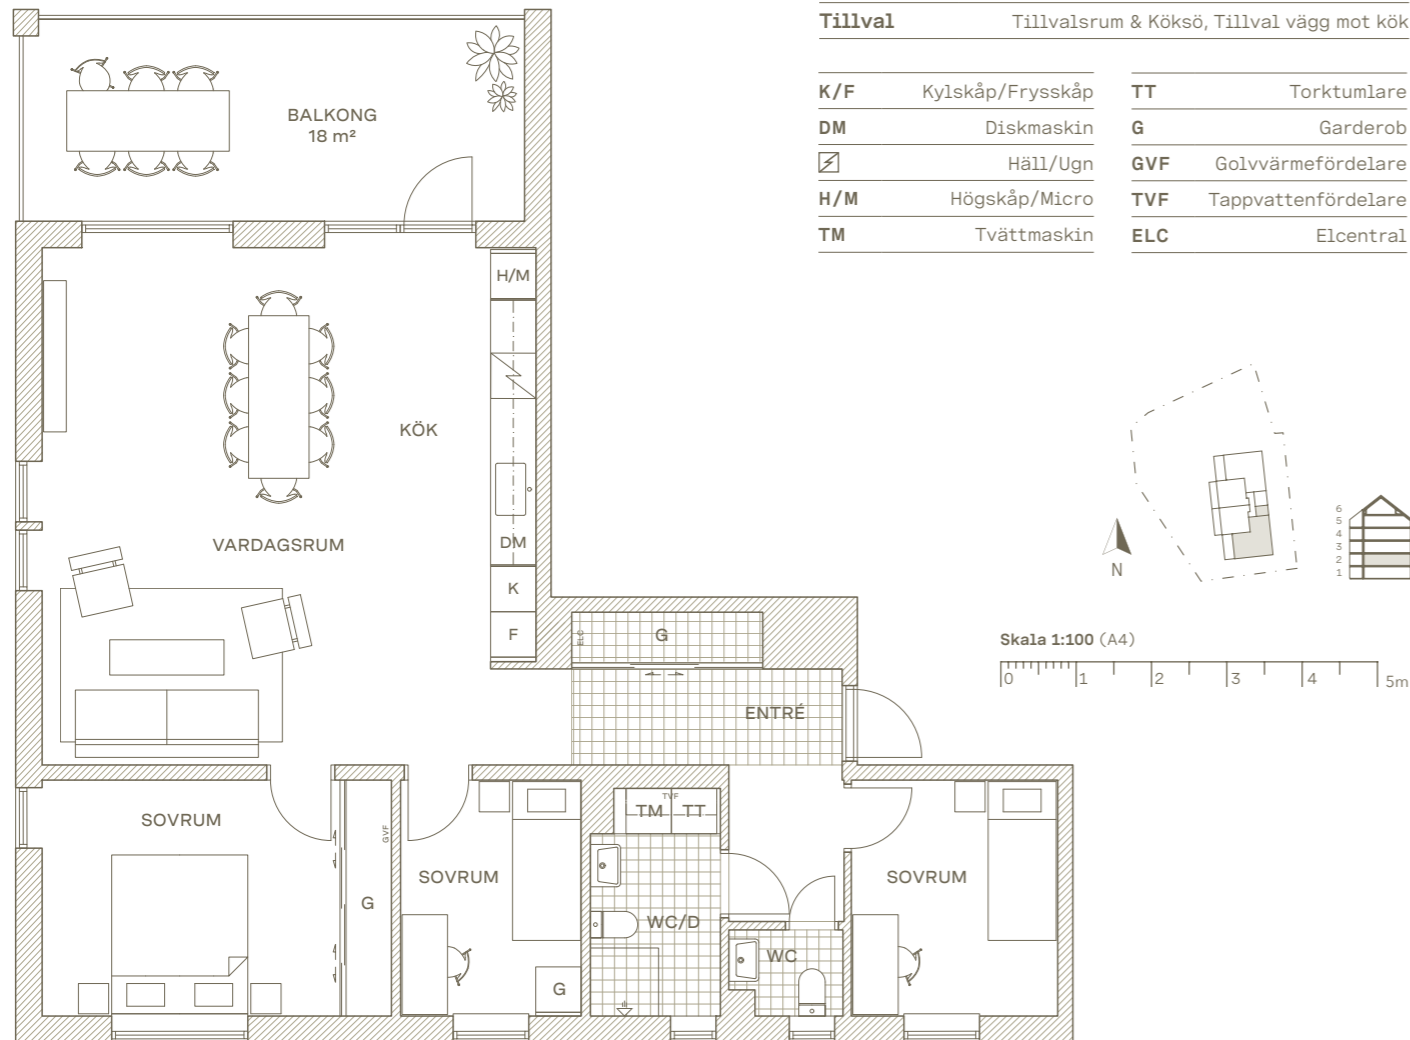 Tillval Tillvalsrum & Köksö, Tillval vägg mot kök
K/F Kylskåp/Frysskåp
DM Diskmaskin
Häll/Ugn
H/M Högskåp/Micro
TM Tvättmaskin
TT Torktumlare
G Garderob
GVF Golvvärmefördelare
TVF Tappvattenfördelare
ELC Elcentral
BALKONG
18 m²
H/M
KÖK
VARDAGSRUM
DM
K
F
ELC
G
ENTRÉ
SOVRUM
GVF
G
SOVRUM
G
TVF
TM TT
WC/D
WC
SOVRUM
N
6
5
4
3
2
1
Skala 1:100 (A4)
0 1 2 3 4 5m